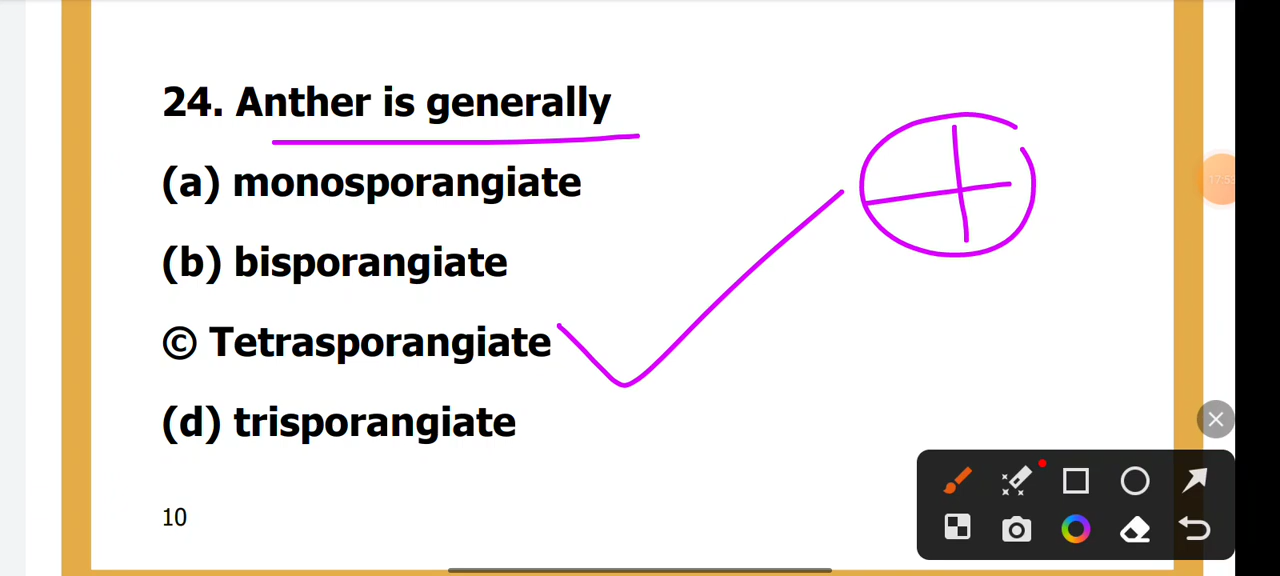 24. Anther is generally
(a) monosporangiate
(b) bisporangiate
© Tetrasporangiate
(d) trisporangiate
10